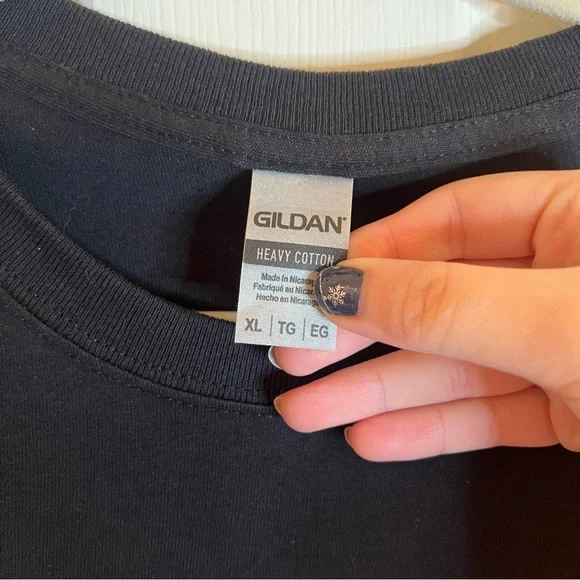 GILDAN
HEAVY COTTON
Made in
Fabriqué au
Hecho en
XL | TG | EG